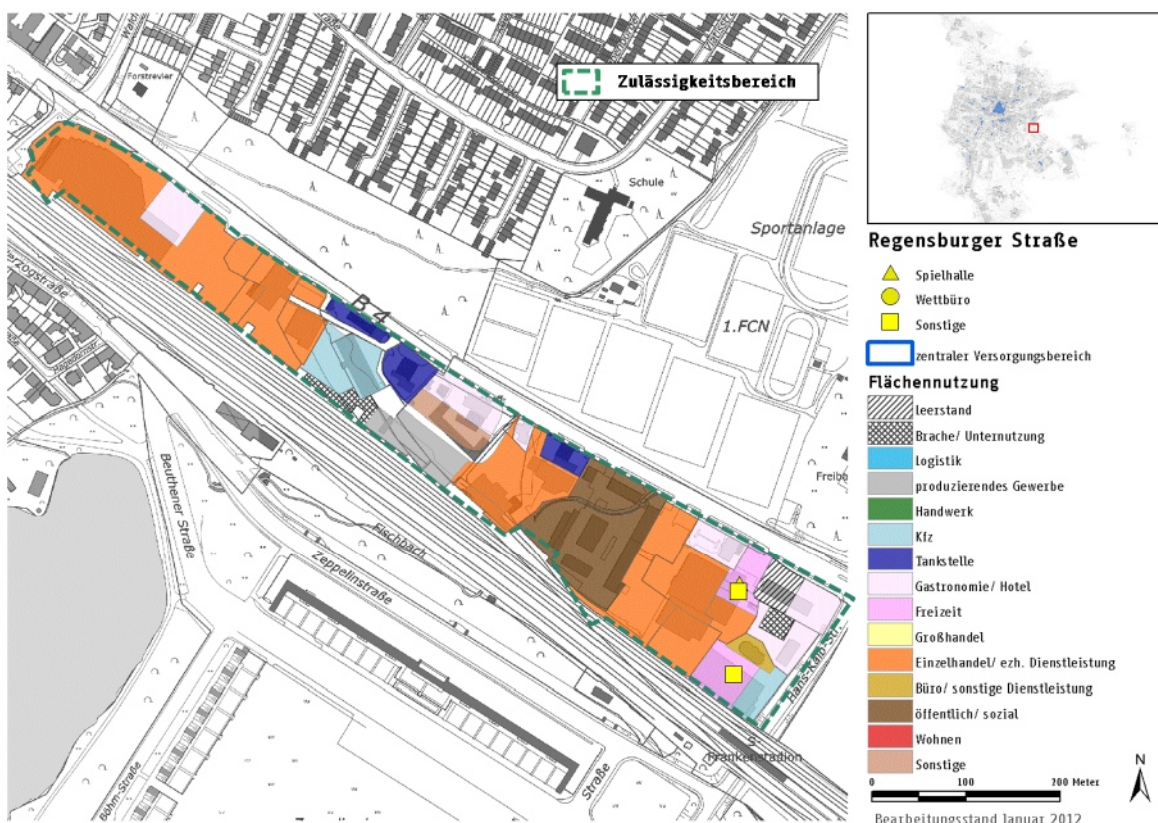 Zulässigkeitsbereich
Forstrevier
Schule
Sportanlage
1.FCN
B 4
Beuthener Straße
Fischbach
Zeppelinstraße
Hans-Kalb-Str.
S
Frankenstadion
Straße
Regensburger Straße
Spielhalle
Wettbüro
Sonstige
zentraler Versorgungsbereich
Flächennutzung
leerstand
Brache/ Unternutzung
Logistik
produzierendes Gewerbe
Handwerk
Kfz
Tankstelle
Gastronomie/ Hotel
Freizeit
Großhandel
Einzelhandel/ ezh. Dienstleistung
Büro/ sonstige Dienstleistung
öffentlich/ sozial
Wohnen
Sonstige
0 100 200 Meter
N
Bearbeitungsstand Januar 2012